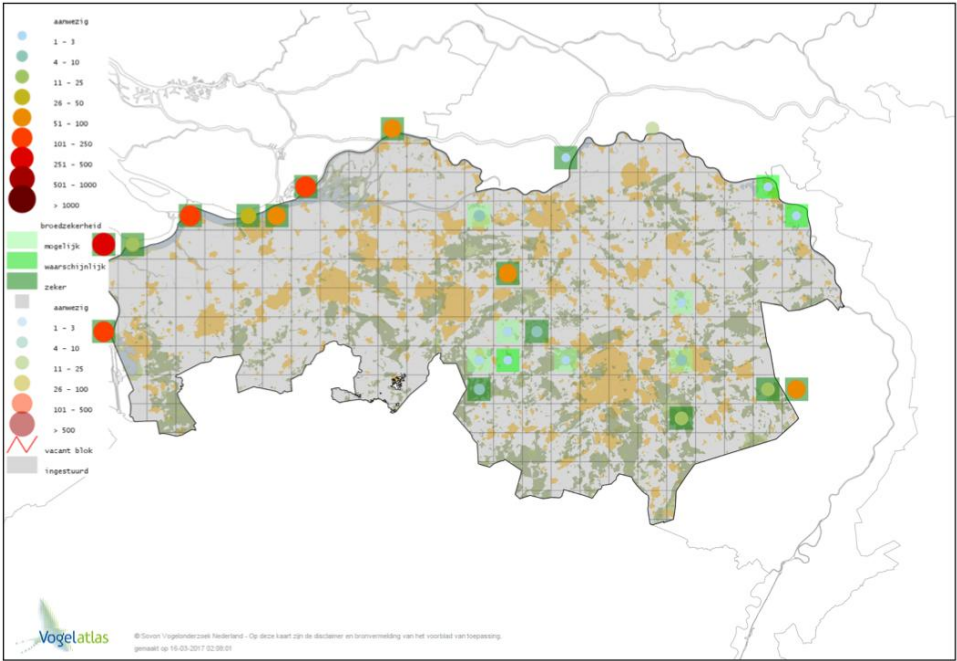 aanwezig
1 - 3
4 - 10
11 - 25
26 - 50
51 - 100
101 - 250
251 - 500
501 - 1000
> 1000
broedzekerheid
mogelijk
waarschijnlijk
zeker
aanwezig
1 - 3
4 - 10
11 - 25
26 - 100
101 - 500
> 500
vacant blok
ingestuurd
Vogelatlas
© Sovon Vogelonderzoek Nederland - Op deze kaart zijn de disclaimer en bronvermelding van het voorblad van toepassing
gemaakt op 16-03-2017 02:08:01